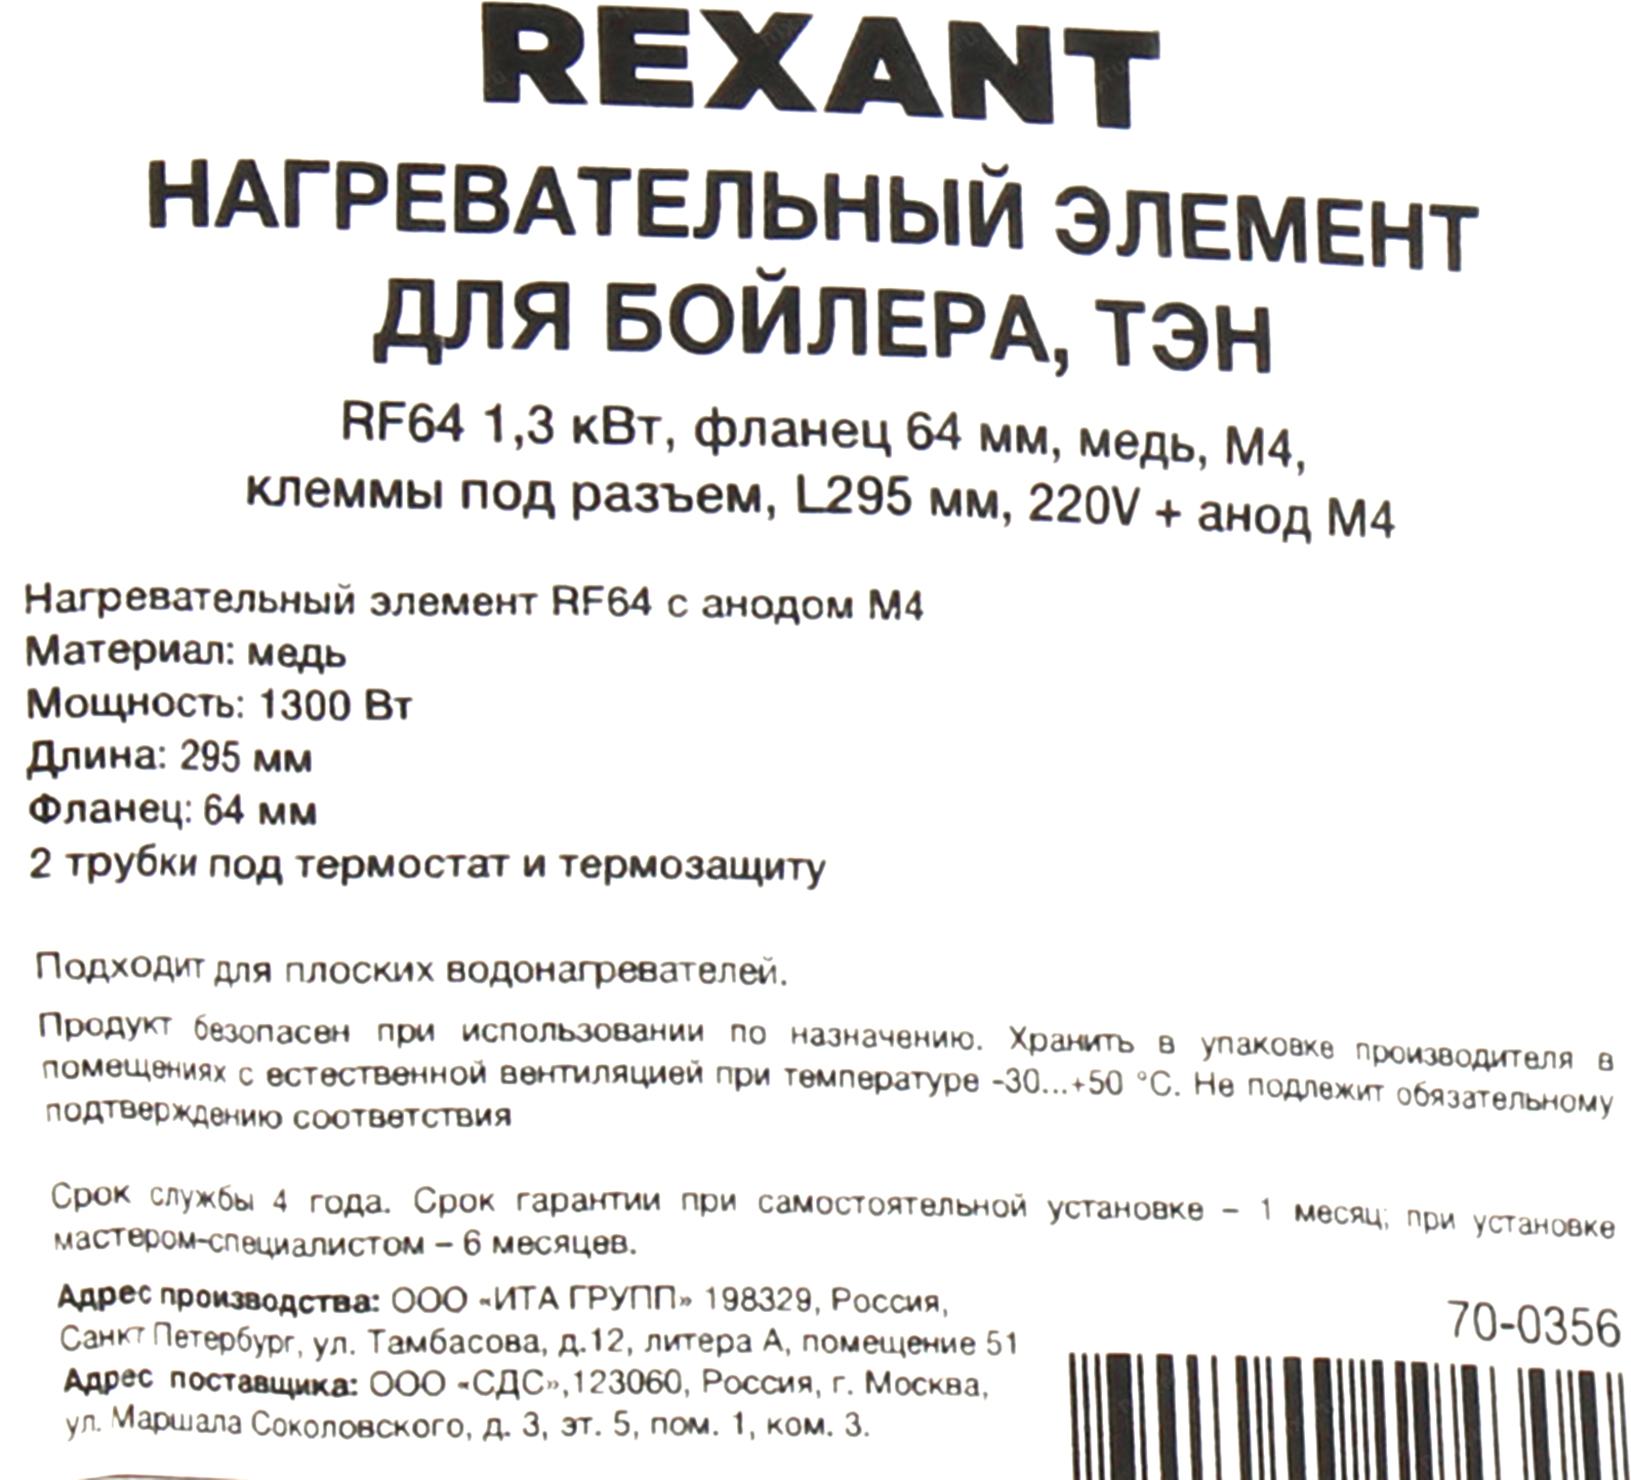 REXANT
НАГРЕВАТЕЛЬНЫЙ ЭЛЕМЕНТ
ДЛЯ БОЙЛЕРА, ТЭН
RF64 1,3 кВт, фланец 64 мм, медь, М4,
клеммы под разъем, L295 мм, 220V + анод М4
Нагревательный элемент RF64 с анодом М4
Материал: медь
Мощность: 1300 Вт
Длина: 295 мм
Фланец: 64 мм
2 трубки под термостат и термозащиту
Подходит для плоских водонагревателей.
Продукт безопасен при использовании по назначению. Хранить в упаковке производителя в
помещениях с естественной вентиляцией при температуре -30...+50 °С. Не подлежит обязательному
подтверждению соответствия
Срок службы 4 года. Срок гарантии при самостоятельной установке – 1 месяц; при установке
мастером-специалистом – 6 месяцев.
Адрес производства: ООО «ИТА ГРУПП» 198329, Россия,
Санкт Петербург, ул. Тамбасова, д.12, литера А, помещение 51
Адрес поставщика: ООО «СДС»,123060, Россия, г. Москва,
ул. Маршала Соколовского, д. 3, эт. 5, пом. 1, ком. 3.
70-0356